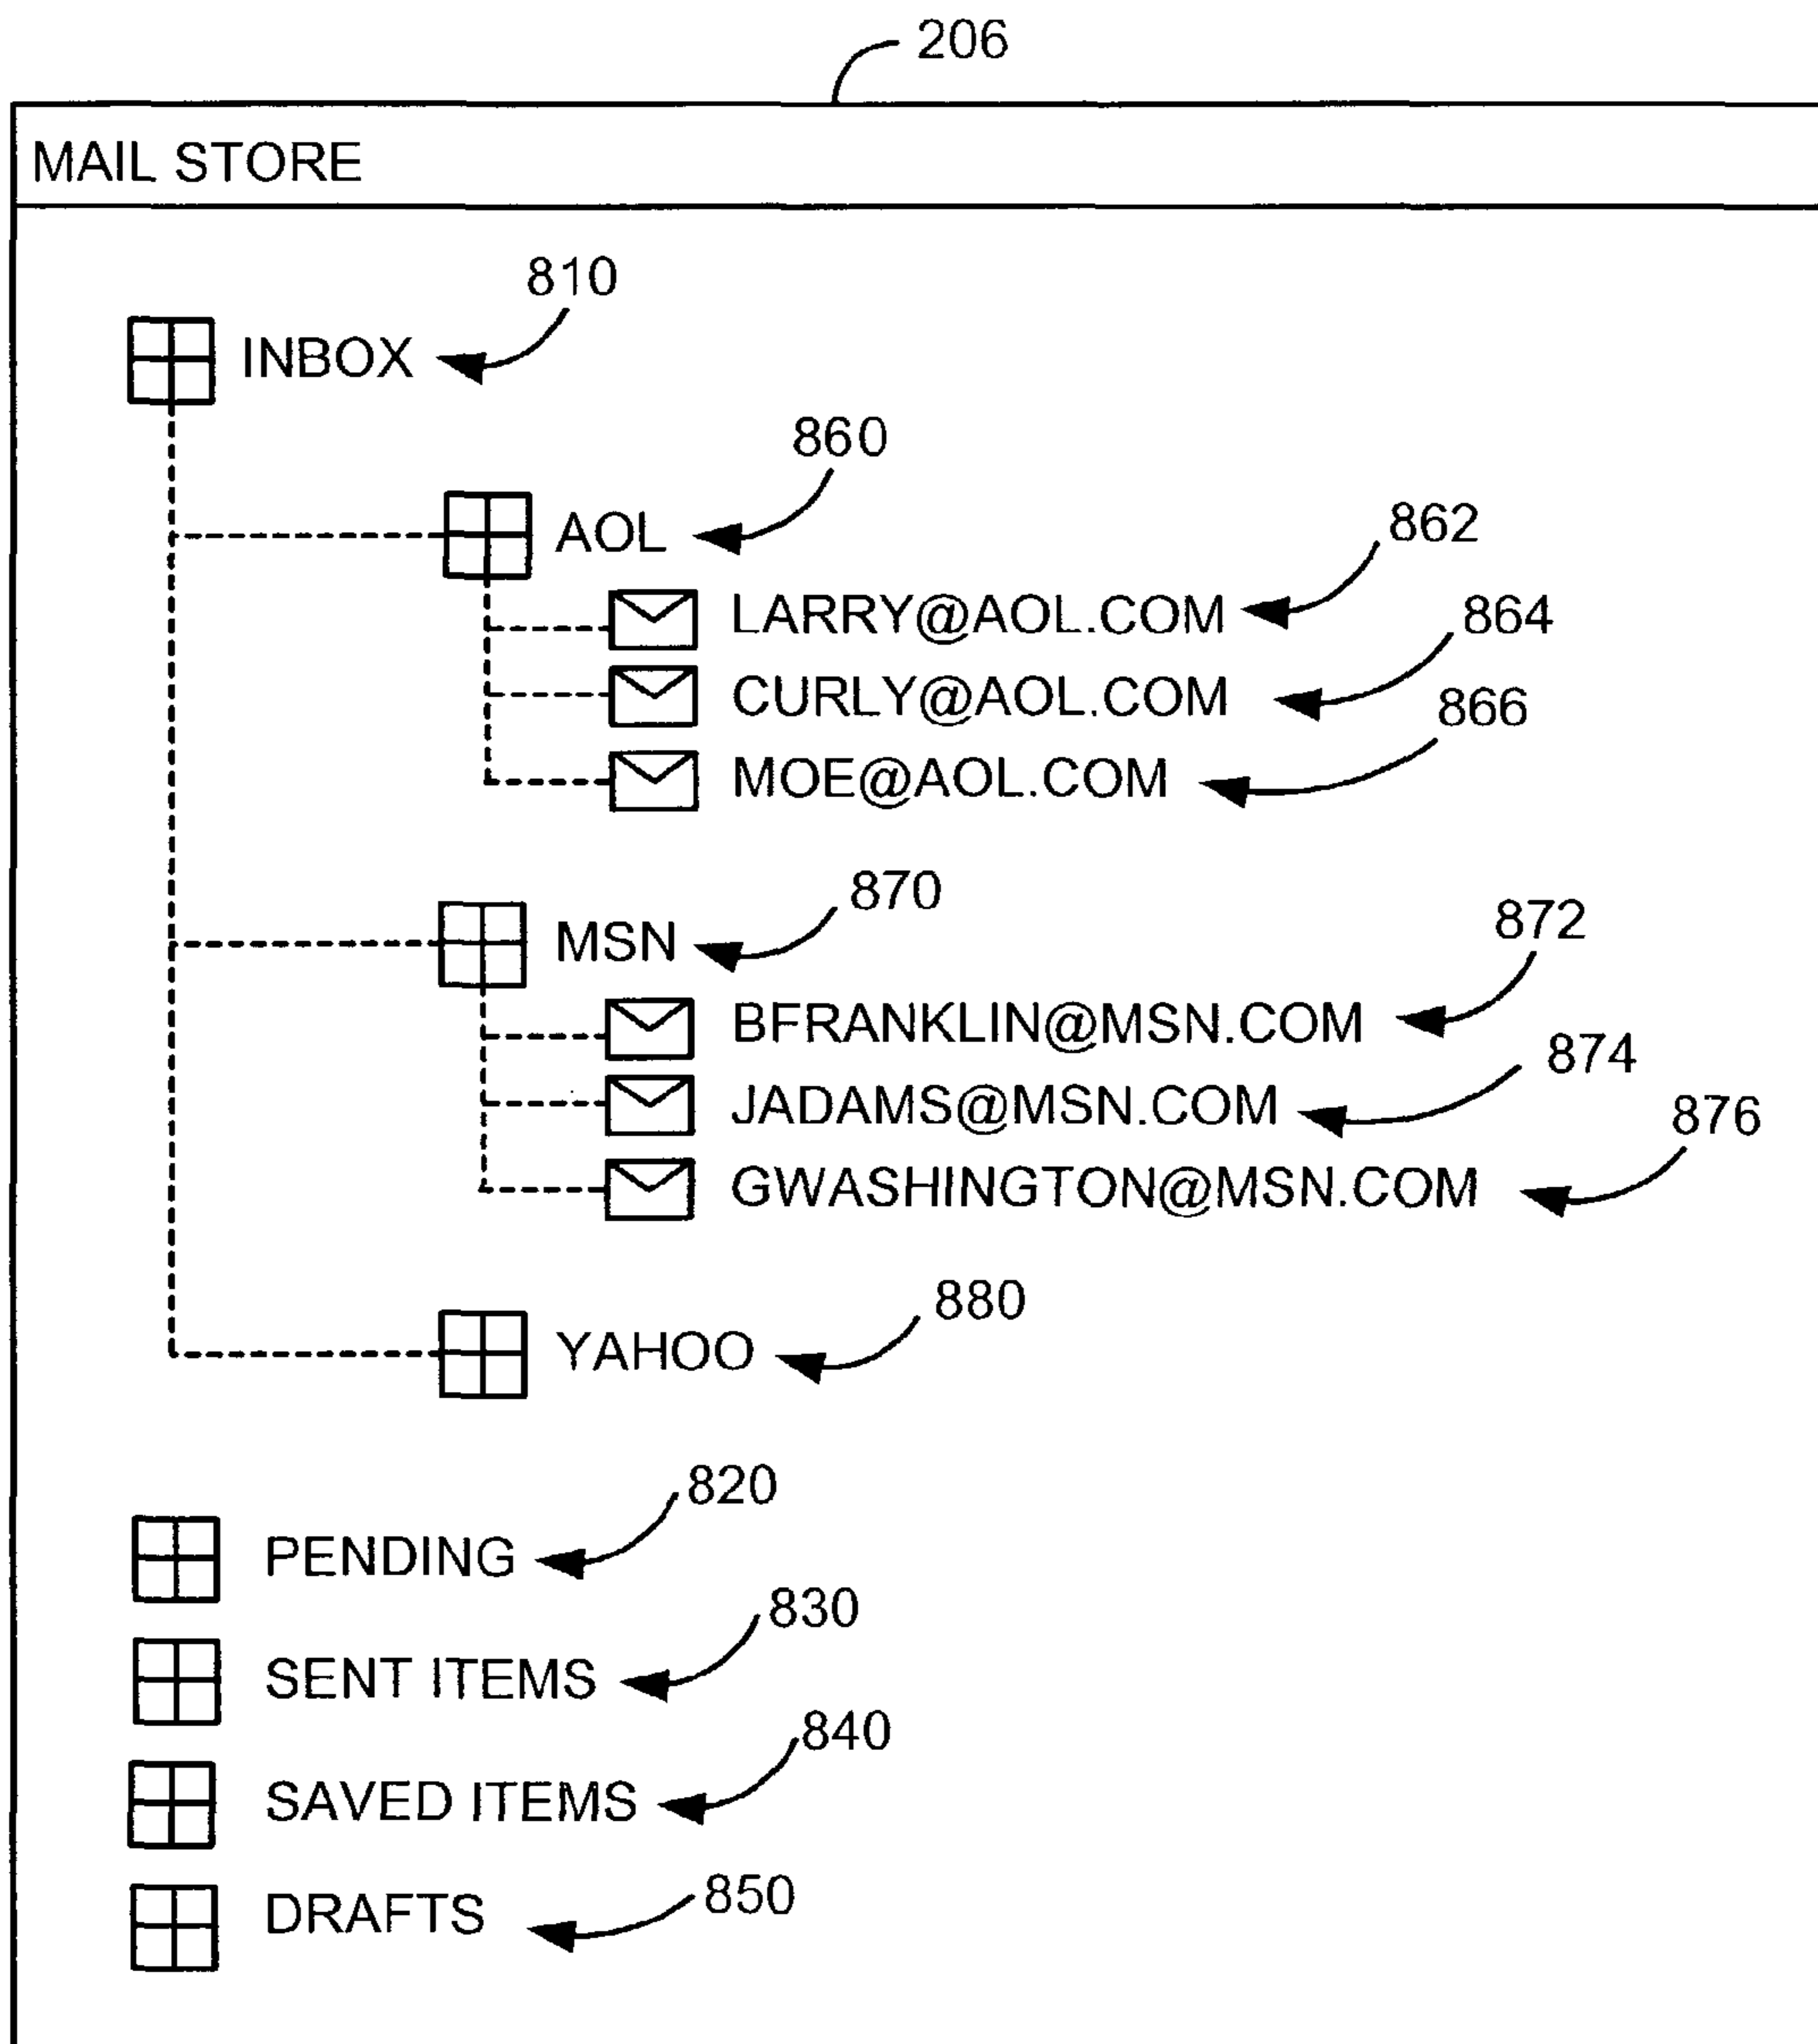 206
MAIL STORE
810
INBOX
860
AOL
862
LARRY@AOL.COM
864
CURLY@AOL.COM
866
MOE@AOL.COM
870
MSN
872
BFRANKLIN@MSN.COM
874
JADAMS@MSN.COM
876
GWASHINGTON@MSN.COM
880
YAHOO
820
PENDING
830
SENT ITEMS
840
SAVED ITEMS
850
DRAFTS